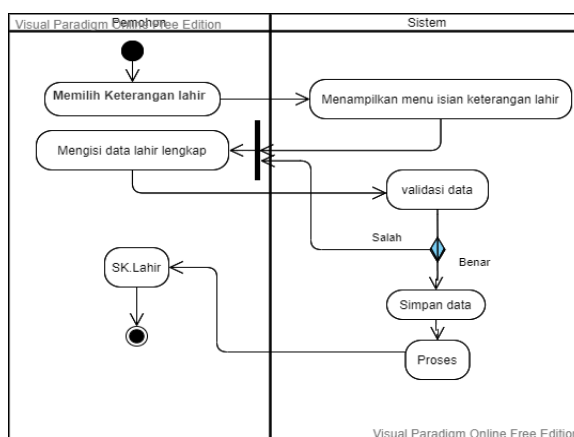 Visual Paradigm Online Free Edition
Pemohon
Sistem
Memilih Keterangan lahir
Menampilkan menu isian keterangan lahir
Mengisi data lahir lengkap
validasi data
Salah
Benar
SK.Lahir
Simpan data
Proses
Visual Paradigm Online Free Edition